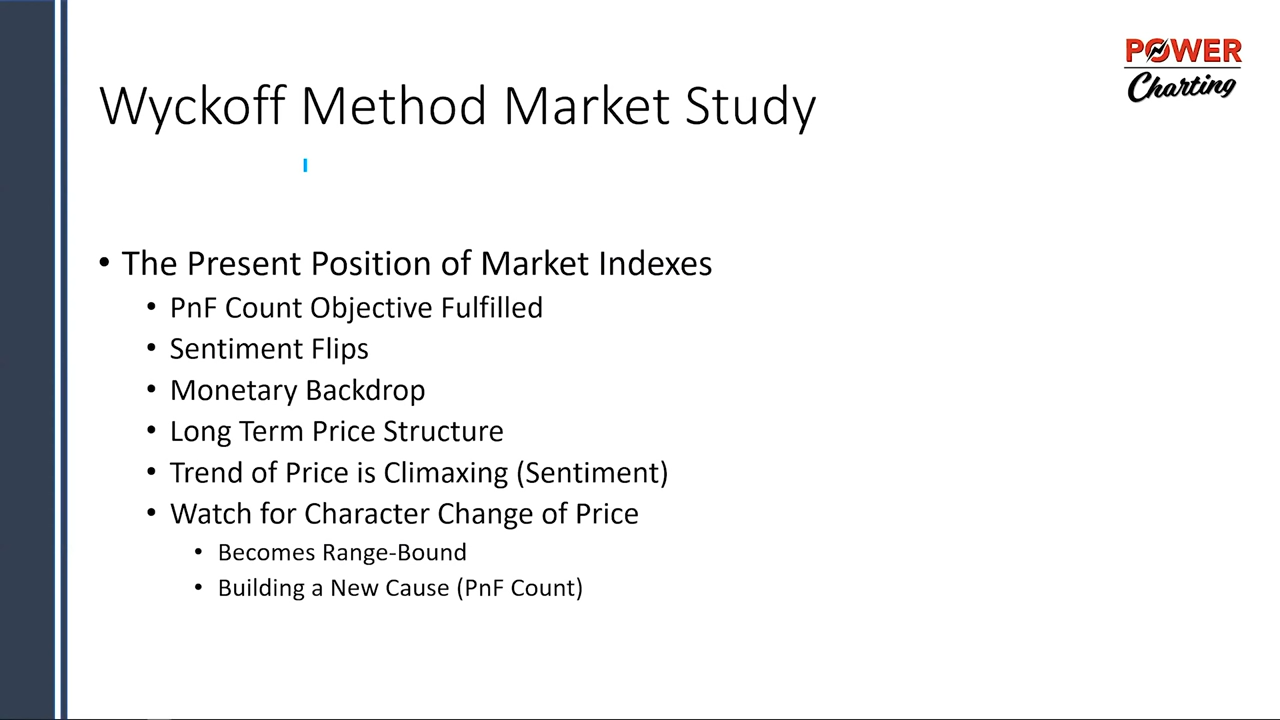 POWER
Charting
Wyckoff Method Market Study
• The Present Position of Market Indexes
• PnF Count Objective Fulfilled
• Sentiment Flips
• Monetary Backdrop
• Long Term Price Structure
• Trend of Price is Climaxing (Sentiment)
• Watch for Character Change of Price
• Becomes Range-Bound
• Building a New Cause (PnF Count)